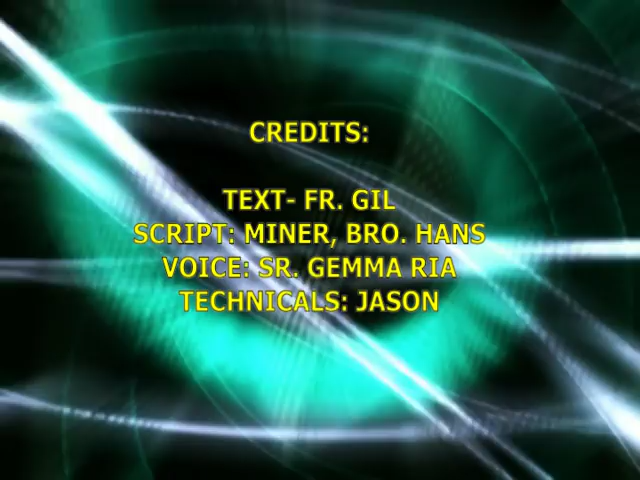 CREDITS:
TEXT- FR. GIL
SCRIPT: MINER, BRO. HANS
VOICE: SR. GEMMA RIA
TECHNICALS: JASON